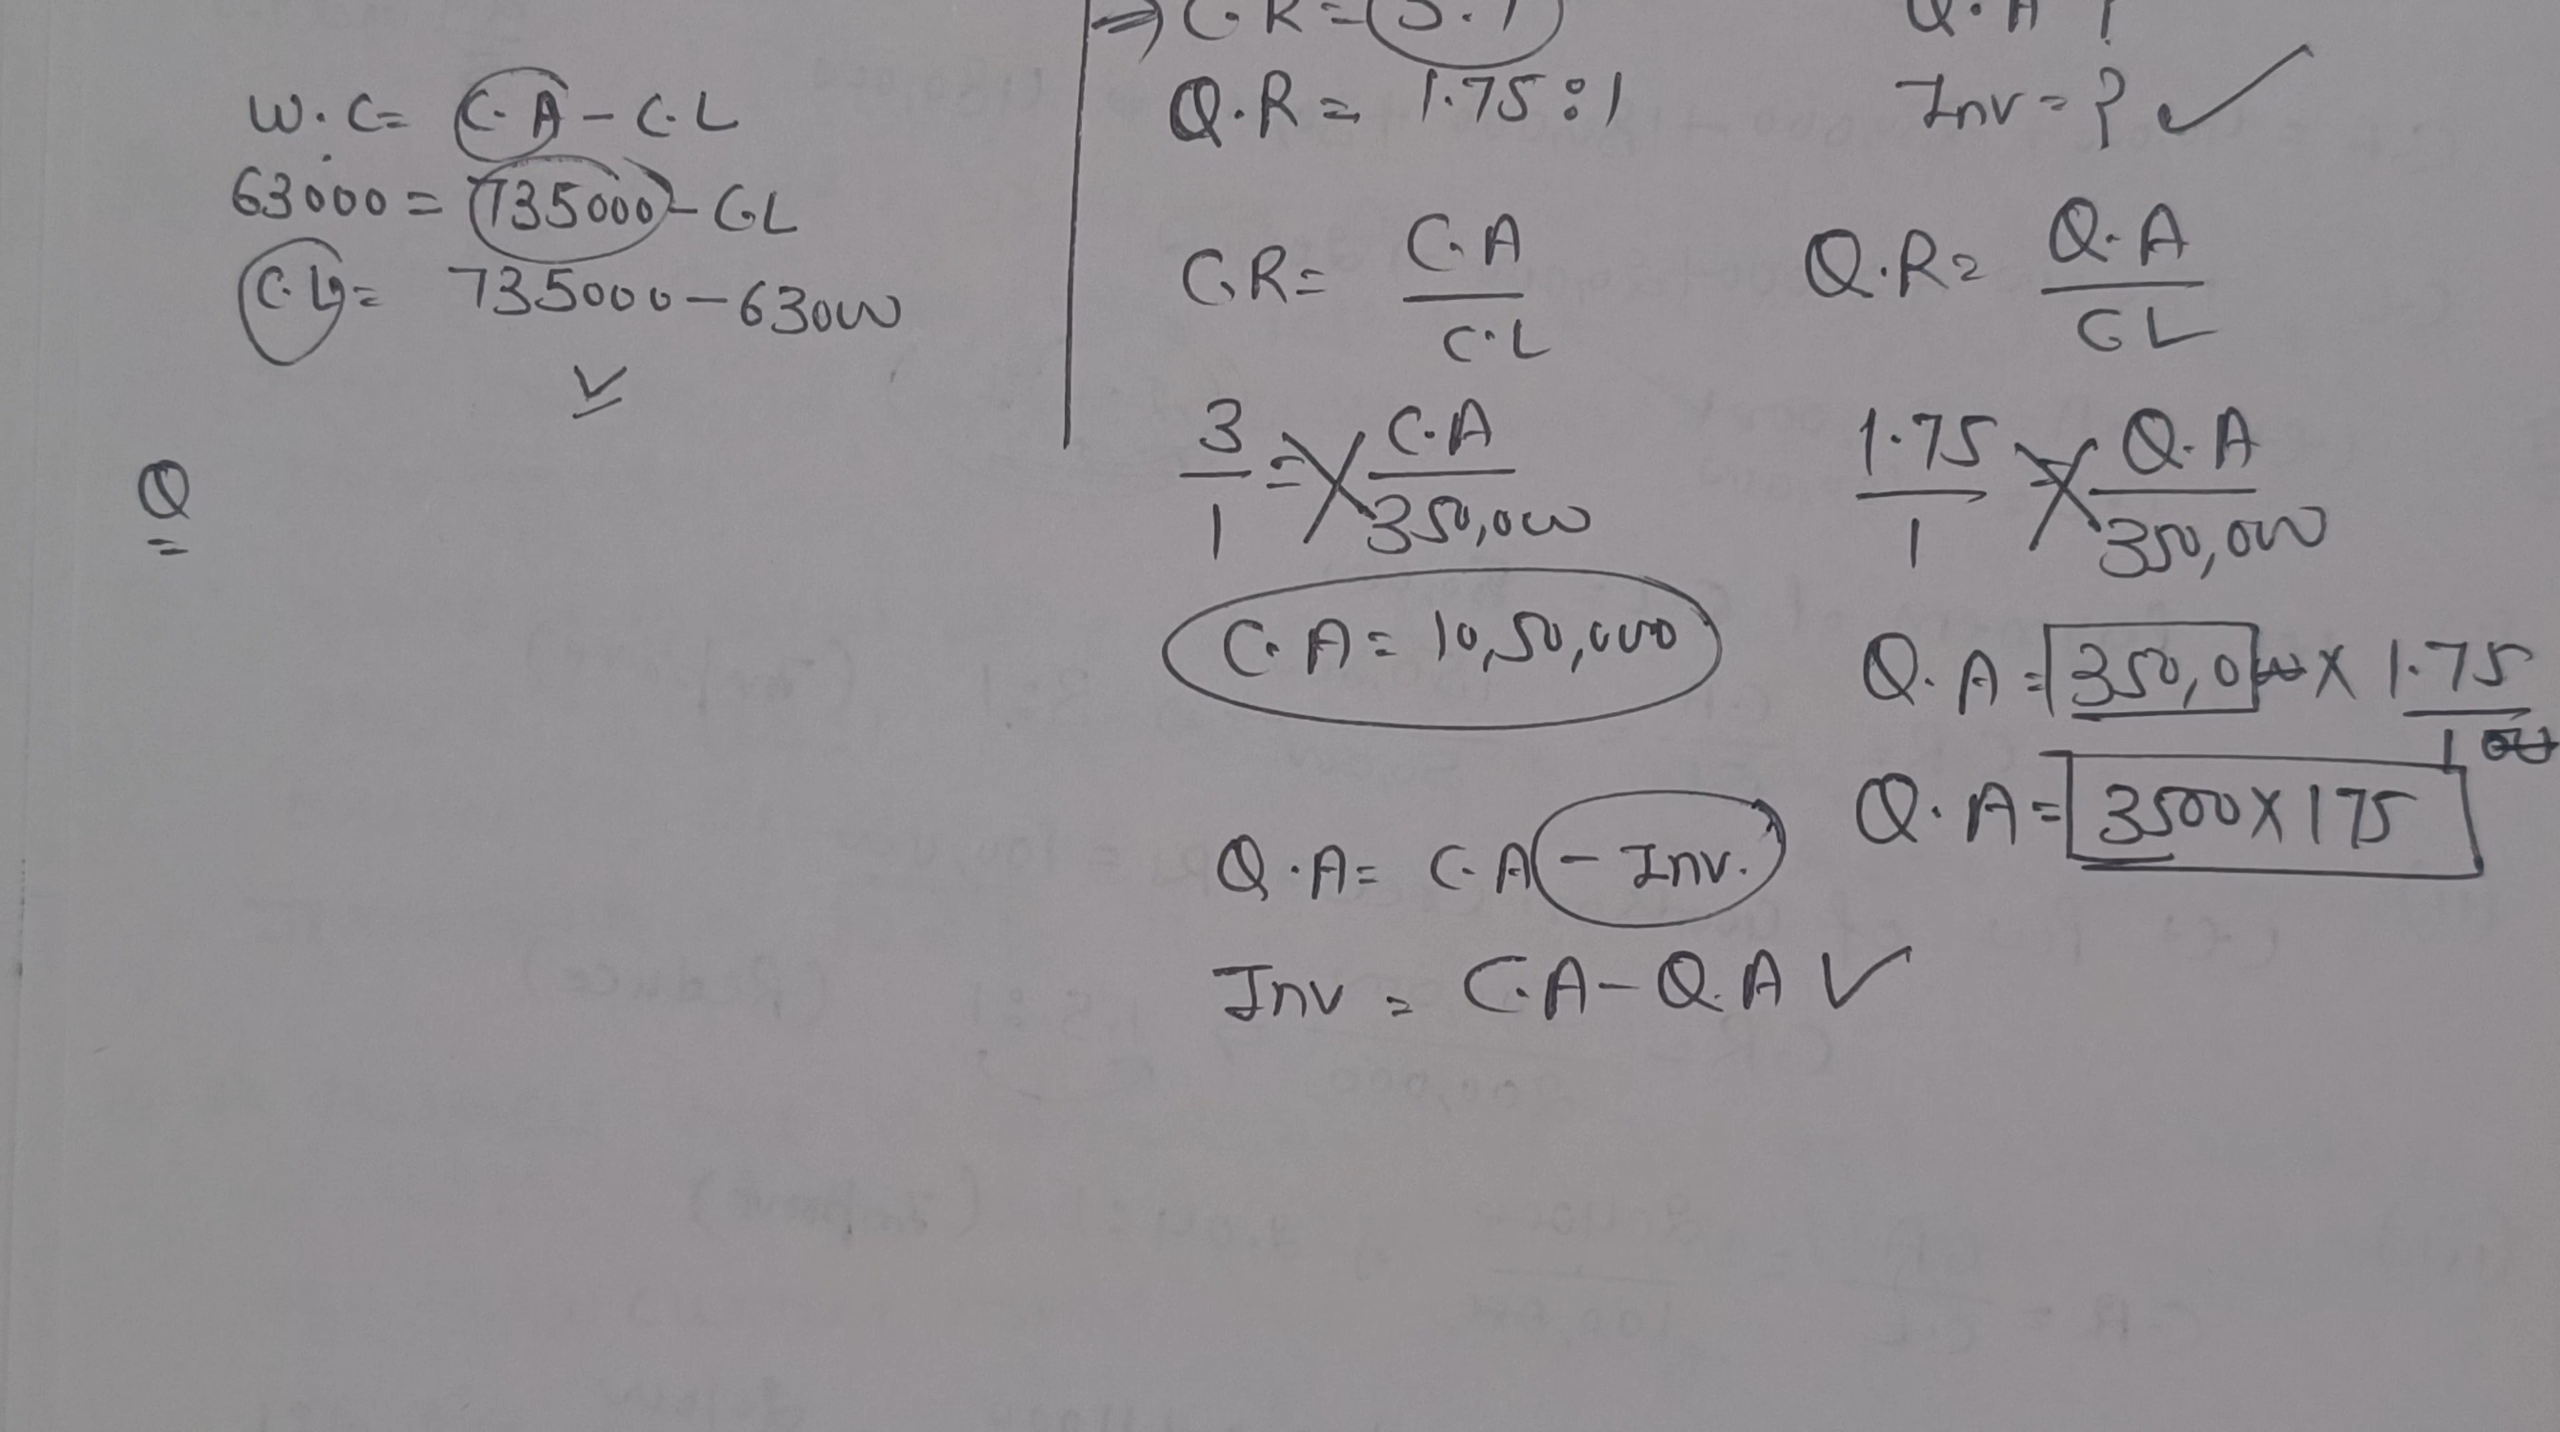 W.C = C.A - C.L
63000 = 735000 - C.L
C.L = 735000 - 63000
Q
Q.R = 1.75 : 1
Inv = ?
C.R = C.A / C.L
Q.R = Q.A / C.L
3/1 = C.A / 350,000
1.75/1 = Q.A / 350,000
C.A = 10,50,000
Q.A = 350,000 x 1.75 / 100
Q.A = 3500 x 175
Q.A = C.A - Inv.
Inv = C.A - Q.A